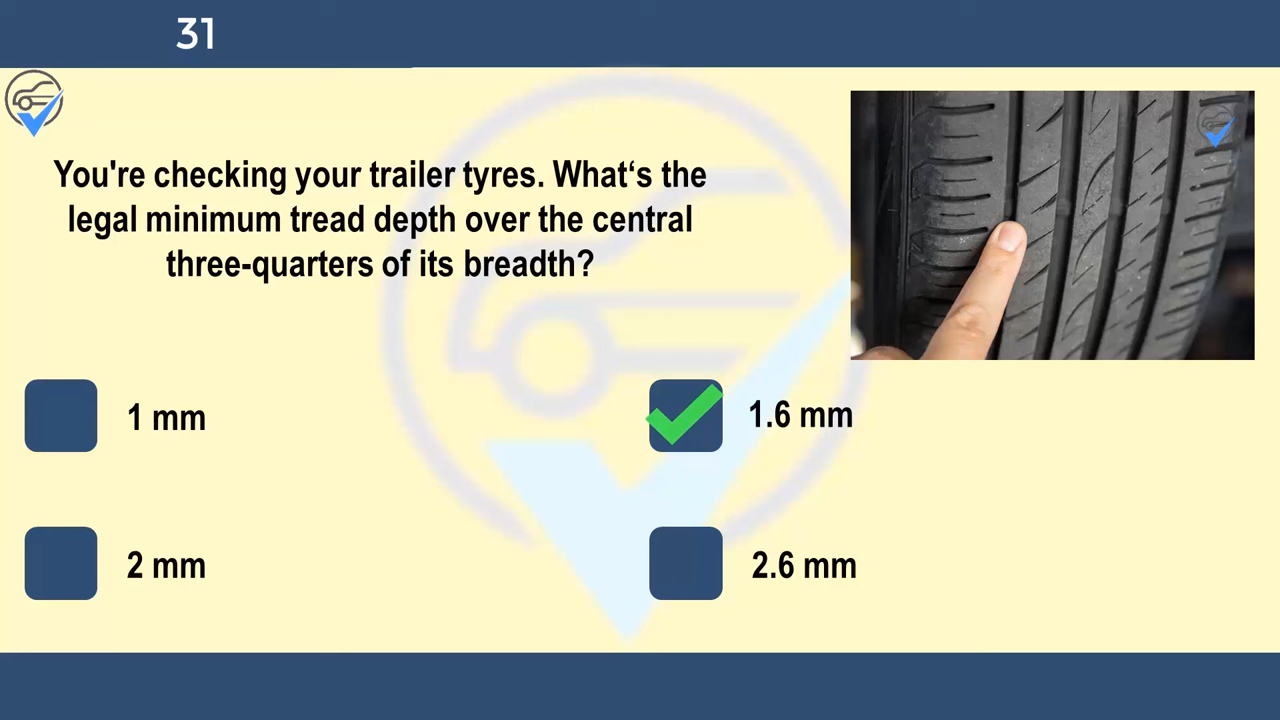 31
You're checking your trailer tyres. What‘s the
legal minimum tread depth over the central
three-quarters of its breadth?
1 mm
1.6 mm
2 mm
2.6 mm